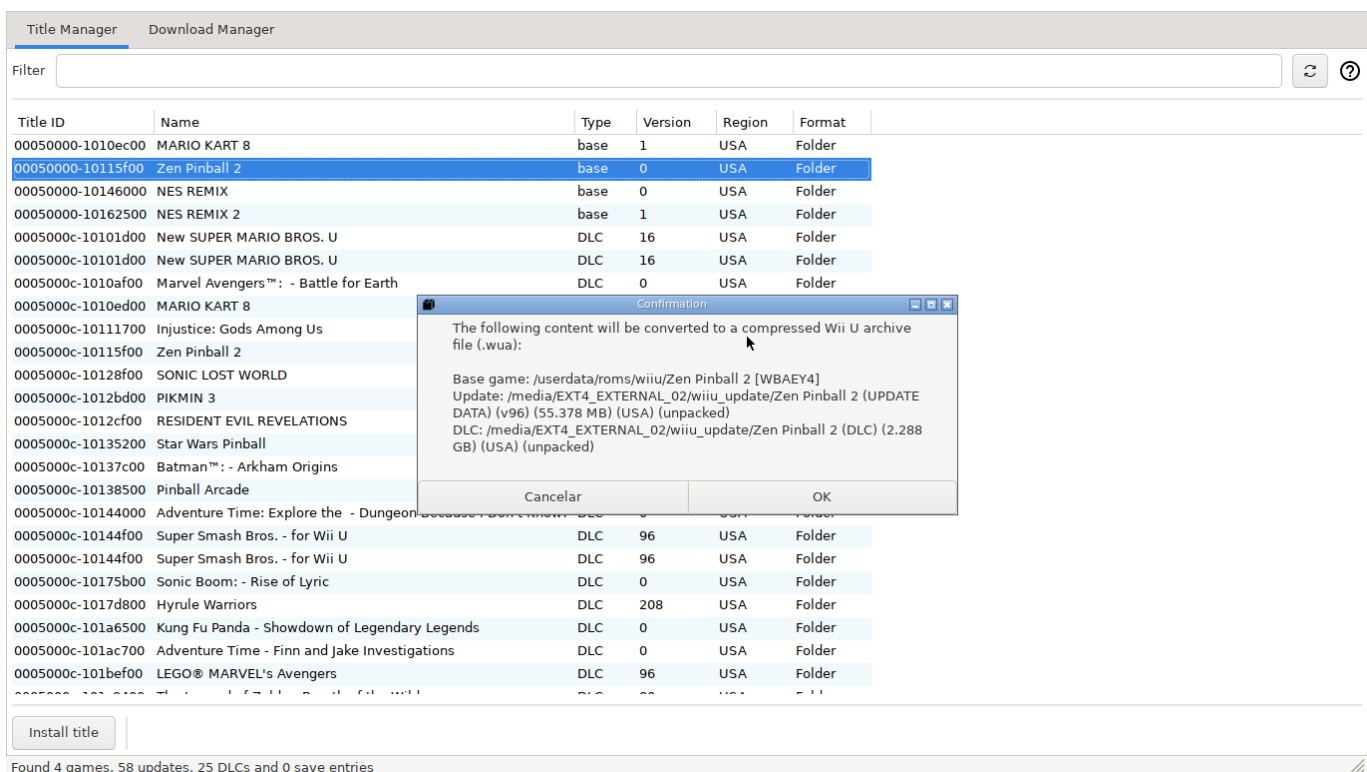 Title Manager Download Manager
Filter
Title ID Name Type Version Region Format
00050000-1010ec00 MARIO KART 8 base 1 USA Folder
00050000-10115f00 Zen Pinball 2 base 0 USA Folder
00050000-10146000 NES REMIX base 0 USA Folder
00050000-10162500 NES REMIX 2 base 1 USA Folder
0005000c-10101d00 New SUPER MARIO BROS. U DLC 16 USA Folder
0005000c-10101d00 New SUPER MARIO BROS. U DLC 16 USA Folder
0005000c-1010af00 Marvel Avengers™:  - Battle for Earth DLC 0 USA Folder
0005000c-1010ed00 MARIO KART 8
0005000c-10111700 Injustice: Gods Among Us
0005000c-10115f00 Zen Pinball 2
0005000c-10128f00 SONIC LOST WORLD
0005000c-1012bd00 PIKMIN 3
0005000c-1012cf00 RESIDENT EVIL REVELATIONS
0005000c-10135200 Star Wars Pinball
0005000c-10137c00 Batman™: - Arkham Origins
0005000c-10138500 Pinball Arcade
0005000c-10144000 Adventure Time: Explore the  - Dungeon
0005000c-10144f00 Super Smash Bros. - for Wii U DLC 96 USA Folder
0005000c-10144f00 Super Smash Bros. - for Wii U DLC 96 USA Folder
0005000c-10175b00 Sonic Boom: - Rise of Lyric DLC 0 USA Folder
0005000c-1017d800 Hyrule Warriors DLC 208 USA Folder
0005000c-101a6500 Kung Fu Panda - Showdown of Legendary Legends DLC 0 USA Folder
0005000c-101ac700 Adventure Time - Finn and Jake Investigations DLC 0 USA Folder
0005000c-101bef00 LEGO® MARVEL's Avengers DLC 96 USA Folder
Confirmation
The following content will be converted to a compressed Wii U archive
file (.wua):
Base game: /userdata/roms/wiiu/Zen Pinball 2 [WBAEY4]
Update: /media/EXT4_EXTERNAL_02/wiiu_update/Zen Pinball 2 (UPDATE
DATA) (v96) (55.378 MB) (USA) (unpacked)
DLC: /media/EXT4_EXTERNAL_02/wiiu_update/Zen Pinball 2 (DLC) (2.288
GB) (USA) (unpacked)
Cancelar OK
Install title
Found 4 games, 58 updates, 25 DLCs and 0 save entries